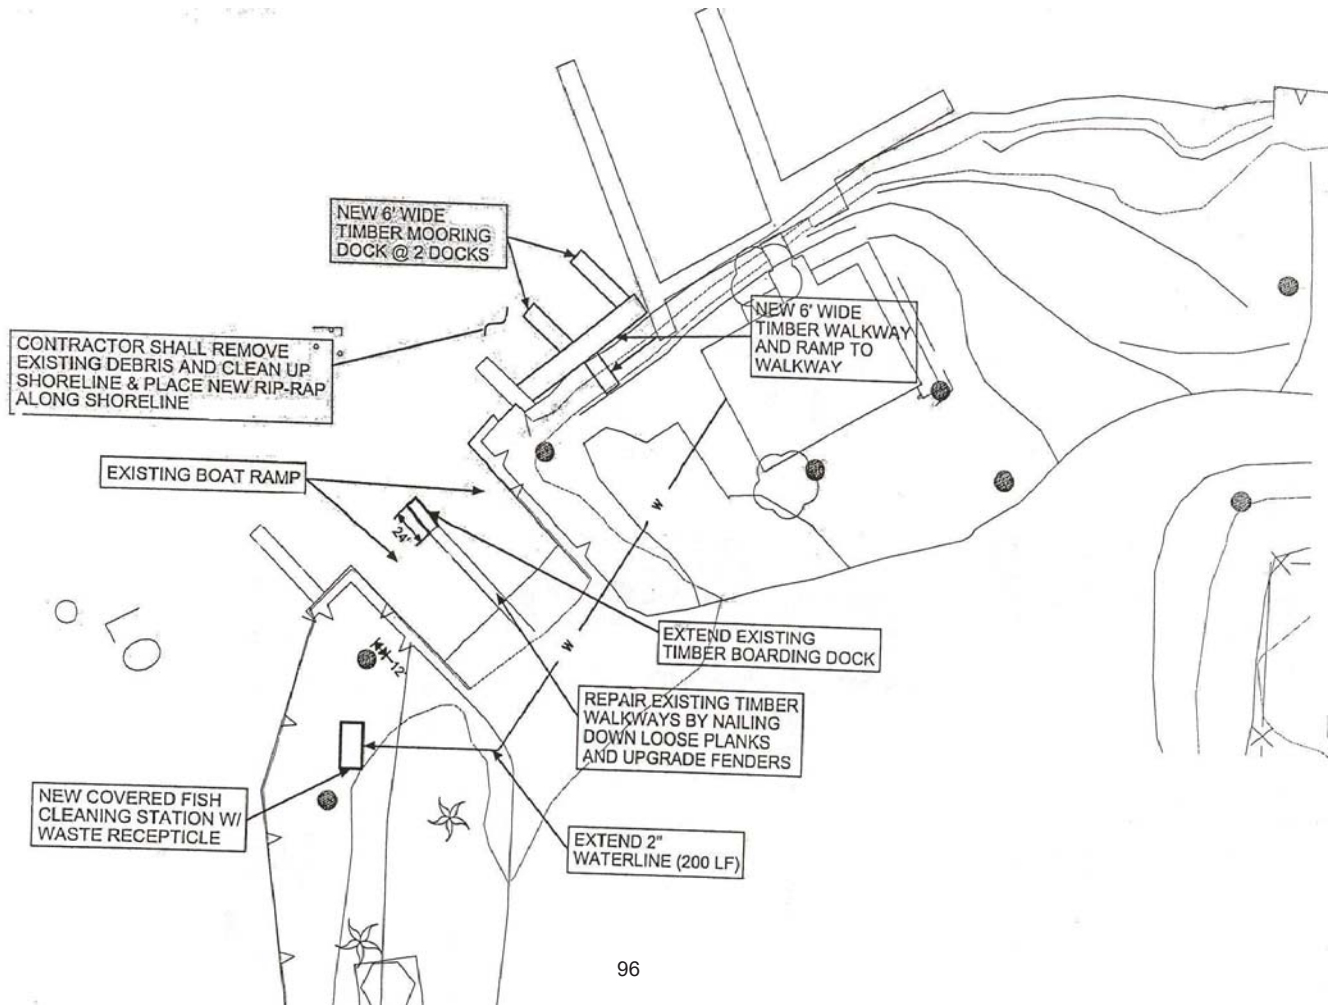 NEW 6' WIDE
TIMBER MOORING
DOCK @ 2 DOCKS
NEW 6' WIDE
TIMBER WALKWAY
AND RAMP TO
WALKWAY
CONTRACTOR SHALL REMOVE
EXISTING DEBRIS AND CLEAN UP
SHORELINE & PLACE NEW RIP-RAP
ALONG SHORELINE
EXISTING BOAT RAMP
24'
W
W
EXTEND EXISTING
TIMBER BOARDING DOCK
12'
REPAIR EXISTING TIMBER
WALKWAYS BY NAILING
DOWN LOOSE PLANKS
AND UPGRADE FENDERS
NEW COVERED FISH
CLEANING STATION W/
WASTE RECEPTICLE
EXTEND 2"
WATERLINE (200 LF)
96